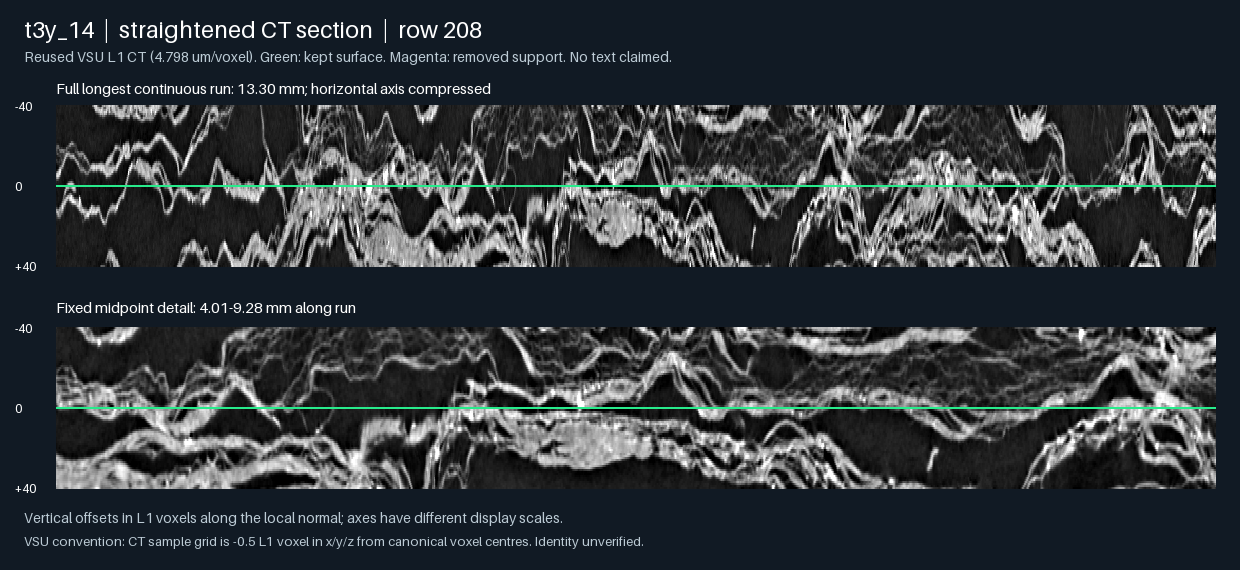 t3y_14 | straightened CT section | row 208
Reused VSU L1 CT (4.798 um/voxel). Green: kept surface. Magenta: removed support. No text claimed.
Full longest continuous run: 13.30 mm; horizontal axis compressed
-40
0
+40
Fixed midpoint detail: 4.01-9.28 mm along run
-40
0
+40
Vertical offsets in L1 voxels along the local normal; axes have different display scales.
VSU convention: CT sample grid is -0.5 L1 voxel in x/y/z from canonical voxel centres. Identity unverified.